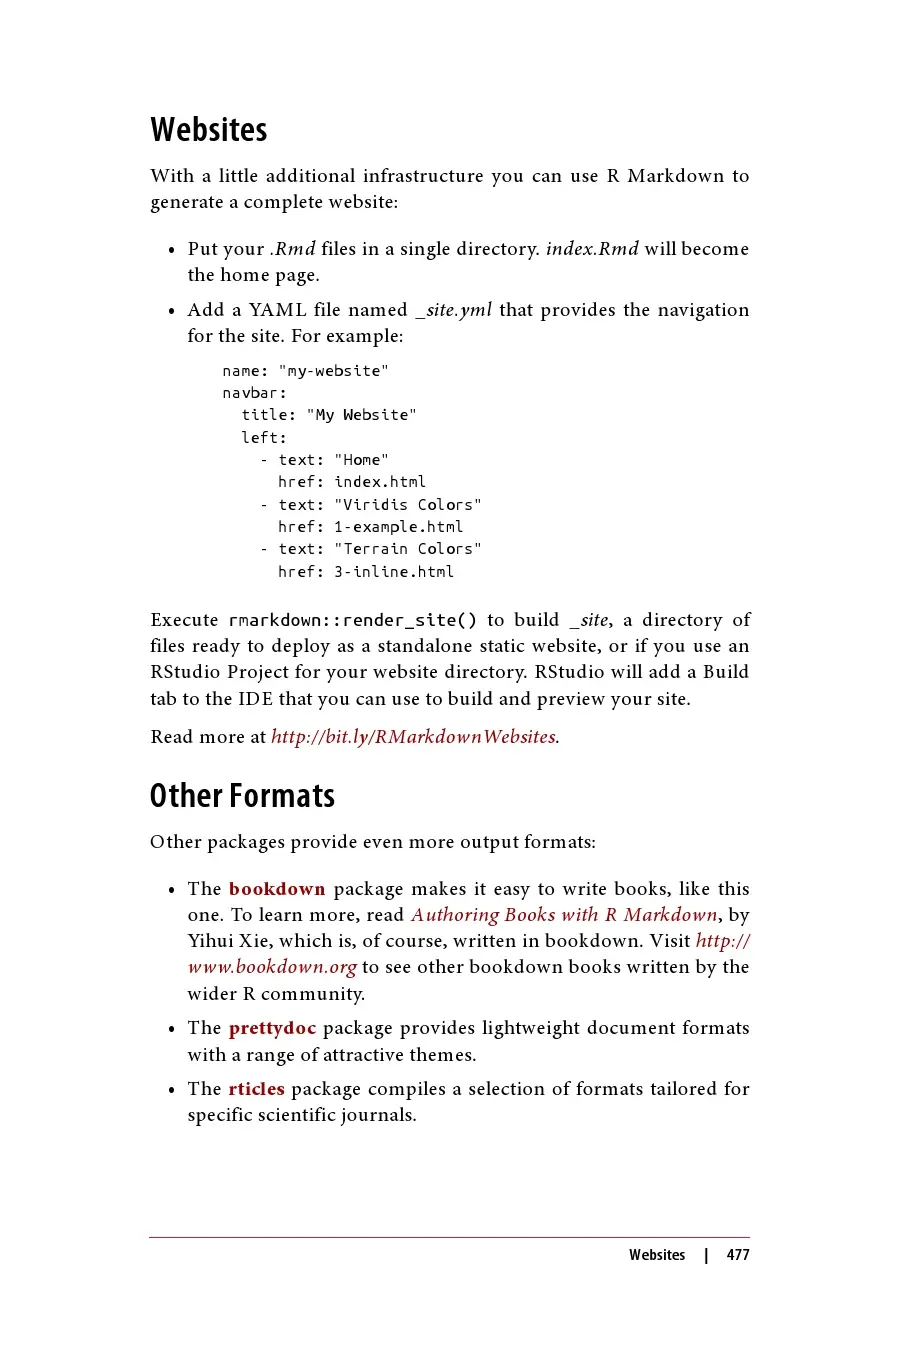 Websites
With a little additional infrastructure you can use R Markdown to
generate a complete website:
• Put your .Rmd files in a single directory. index.Rmd will become
the home page.
• Add a YAML file named _site.yml that provides the navigation
for the site. For example:
name: "my-website"
navbar:
  title: "My Website"
  left:
    - text: "Home"
      href: index.html
    - text: "Viridis Colors"
      href: 1-example.html
    - text: "Terrain Colors"
      href: 3-inline.html
Execute rmarkdown::render_site() to build _site, a directory of
files ready to deploy as a standalone static website, or if you use an
RStudio Project for your website directory. RStudio will add a Build
tab to the IDE that you can use to build and preview your site.
Read more at http://bit.ly/RMarkdownWebsites.
Other Formats
Other packages provide even more output formats:
• The bookdown package makes it easy to write books, like this
one. To learn more, read Authoring Books with R Markdown, by
Yihui Xie, which is, of course, written in bookdown. Visit http://
www.bookdown.org to see other bookdown books written by the
wider R community.
• The prettydoc package provides lightweight document formats
with a range of attractive themes.
• The rticles package compiles a selection of formats tailored for
specific scientific journals.
Websites | 477